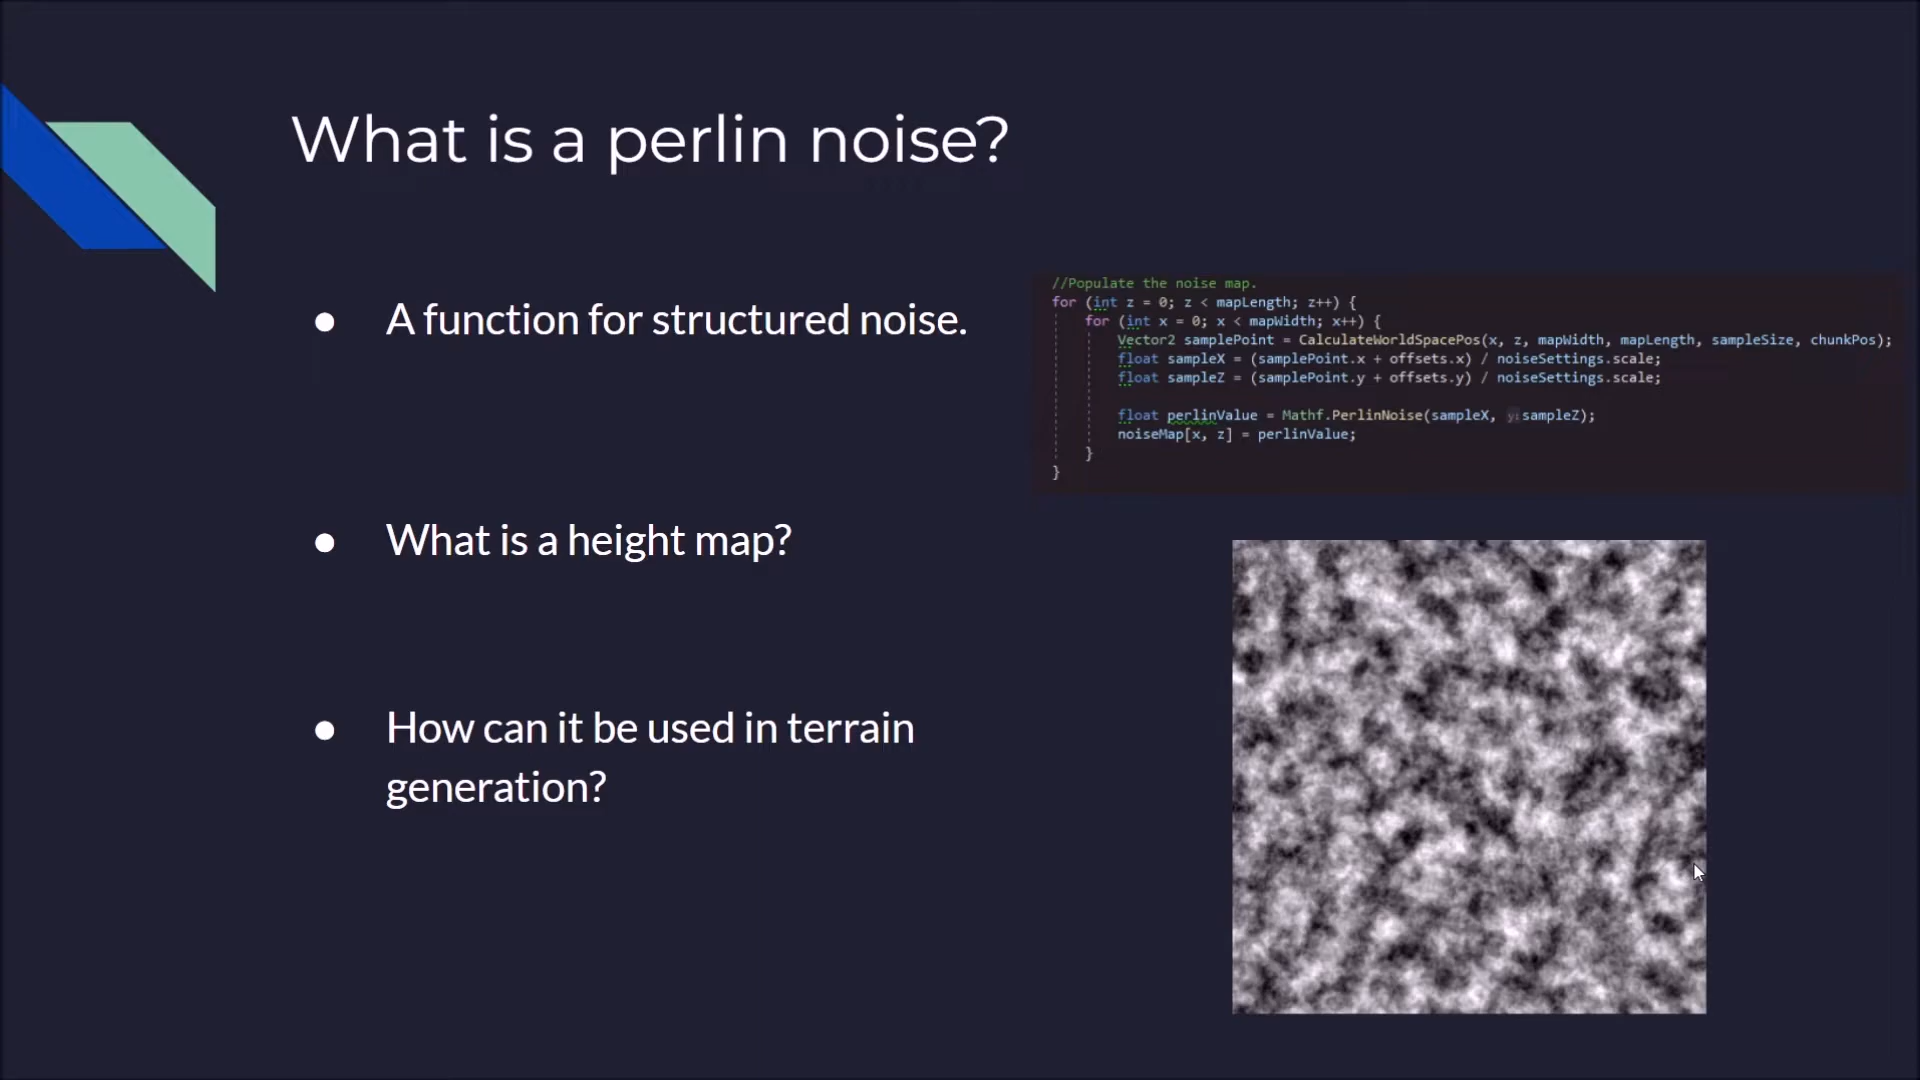 What is a perlin noise?
● A function for structured noise.
● What is a height map?
● How can it be used in terrain
generation?
//Populate the noise map.
for (int z = 0; z < mapLength; z++) {
for (int x = 0; x < mapWidth; x++) {
Vector2 samplePoint = CalculateWorldSpacePos(x, z, mapWidth, mapLength, sampleSize, chunkPos);
float sampleX = (samplePoint.x + offsets.x) / noiseSettings.scale;
float sampleZ = (samplePoint.y + offsets.y) / noiseSettings.scale;
float perlinValue = Mathf.PerlinNoise(sampleX, y: sampleZ);
noiseMap[x, z] = perlinValue;
}
}